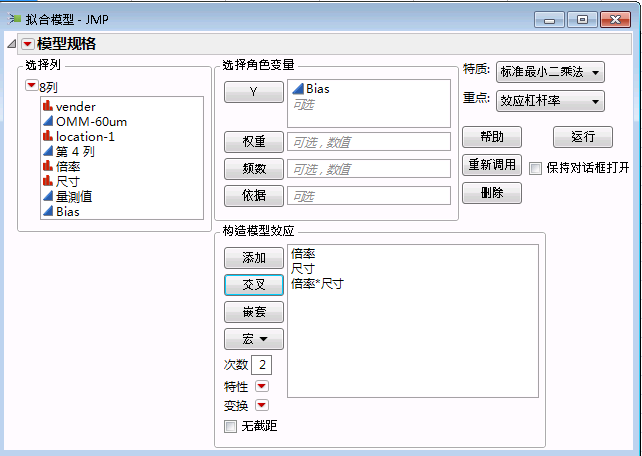 拟合模型 - JMP
模型规格
选择列
8列
vender
OMM-60um
location-1
第 4 列
倍率
尺寸
量測值
Bias
选择角色变量
Y
Bias
可选
权重
可选 , 数值
频数
可选 , 数值
依据
可选
特质:
标准最小二乘法
重点:
效应杠杆率
帮助
运行
重新调用
保持对话框打开
删除
构造模型效应
添加
交叉
嵌套
宏
次数 2
特性
变换
无截距
倍率
尺寸
倍率*尺寸